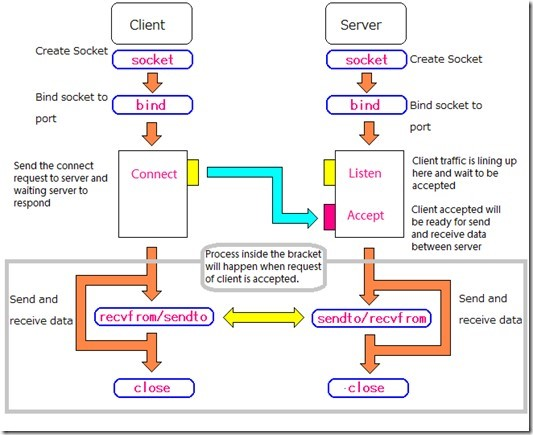 Client
Server
Create Socket
socket
socket
Create Socket
Bind socket to
port
bind
bind
Bind socket to
port
Send the connect
request to server and
waiting server to
respond
Connect
Listen
Accept
Client traffic is lining up
here and wait to be
accepted
Client accepted will
be ready for send
and receive data
between server
Process inside the bracket
will happen when request
of client is accepted.
Send and
receive data
recvfrom/sendto
sendto/recvfrom
Send and
receive data
close
close